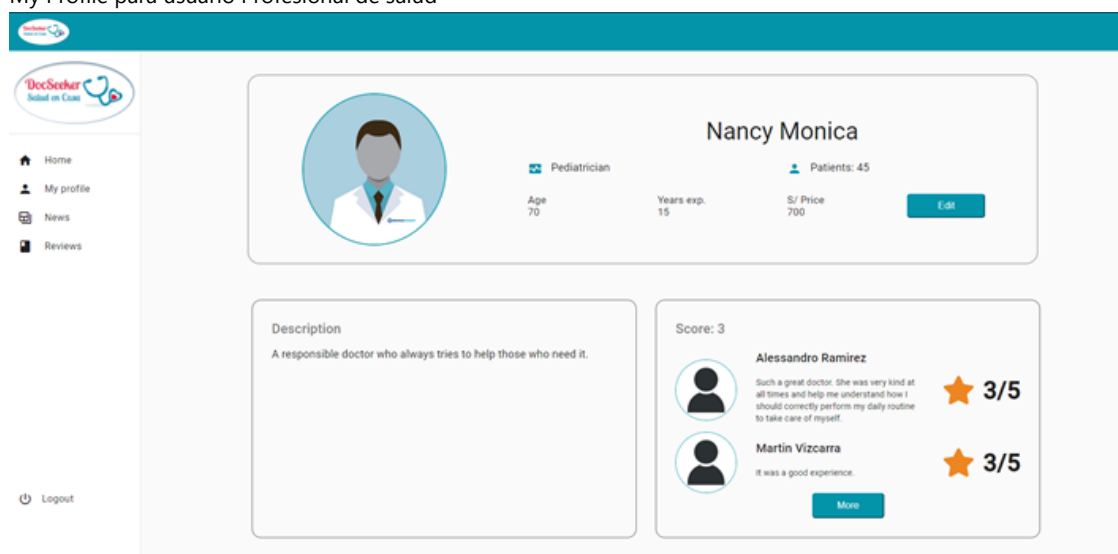 My Profile para usuario Profesional de salud
DocSeeker
Salud en Casa
DocSeeker
Salud en Casa
Home
My profile
News
Reviews
Logout
Nancy Monica
Pediatrician
Patients: 45
Age
70
Years exp.
15
S/ Price
700
Edit
Description
A responsible doctor who always tries to help those who need it.
Score: 3
Alessandro Ramirez
Such a great doctor. She was very kind at
all times and help me understand how I
should correctly perform my daily routine
to take care of myself.
3/5
Martin Vizcarra
It was a good experience.
3/5
More